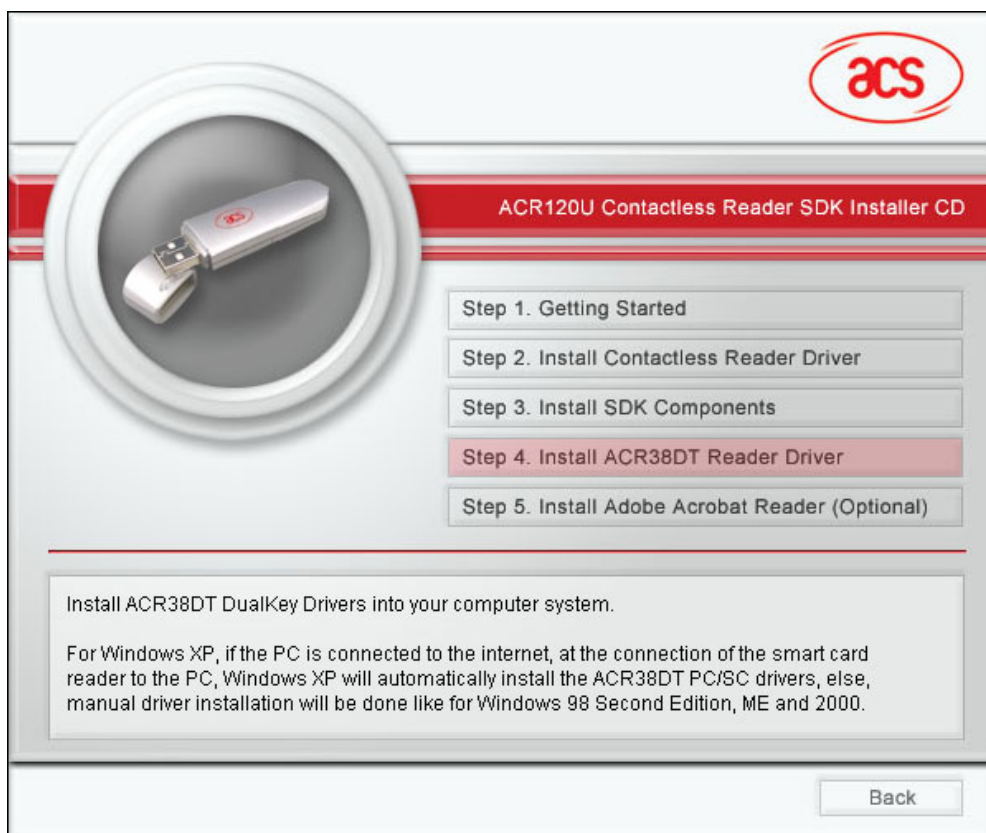 acs
acs
ACR120U Contactless Reader SDK Installer CD
Step 1. Getting Started
Step 2. Install Contactless Reader Driver
Step 3. Install SDK Components
Step 4. Install ACR38DT Reader Driver
Step 5. Install Adobe Acrobat Reader (Optional)
Install ACR38DT DualKey Drivers into your computer system.
For Windows XP, if the PC is connected to the internet, at the connection of the smart card
reader to the PC, Windows XP will automatically install the ACR38DT PC/SC drivers, else,
manual driver installation will be done like for Windows 98 Second Edition, ME and 2000.
Back